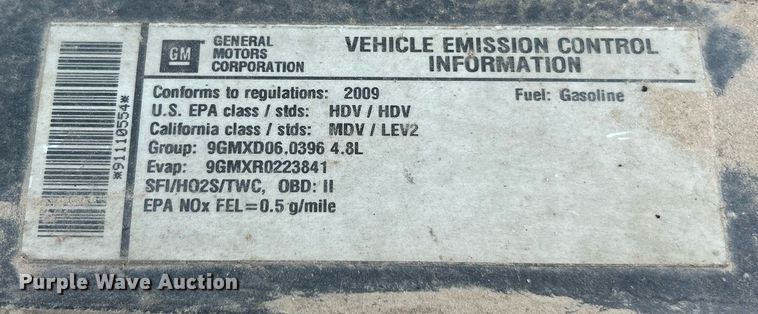 GM
GENERAL
MOTORS
CORPORATION
VEHICLE EMISSION CONTROL
INFORMATION
Conforms to regulations: 2009
Fuel: Gasoline
U.S. EPA class / stds: HDV / HDV
California class / stds: MDV / LEV2
Group: 9GMXD06.0396 4.8L
Evap: 9GMXR0223841
SFI/HO2S/TWC, OBD: II
EPA NOx FEL=0.5 g/mile
*91110554*
Purple Wave Auction